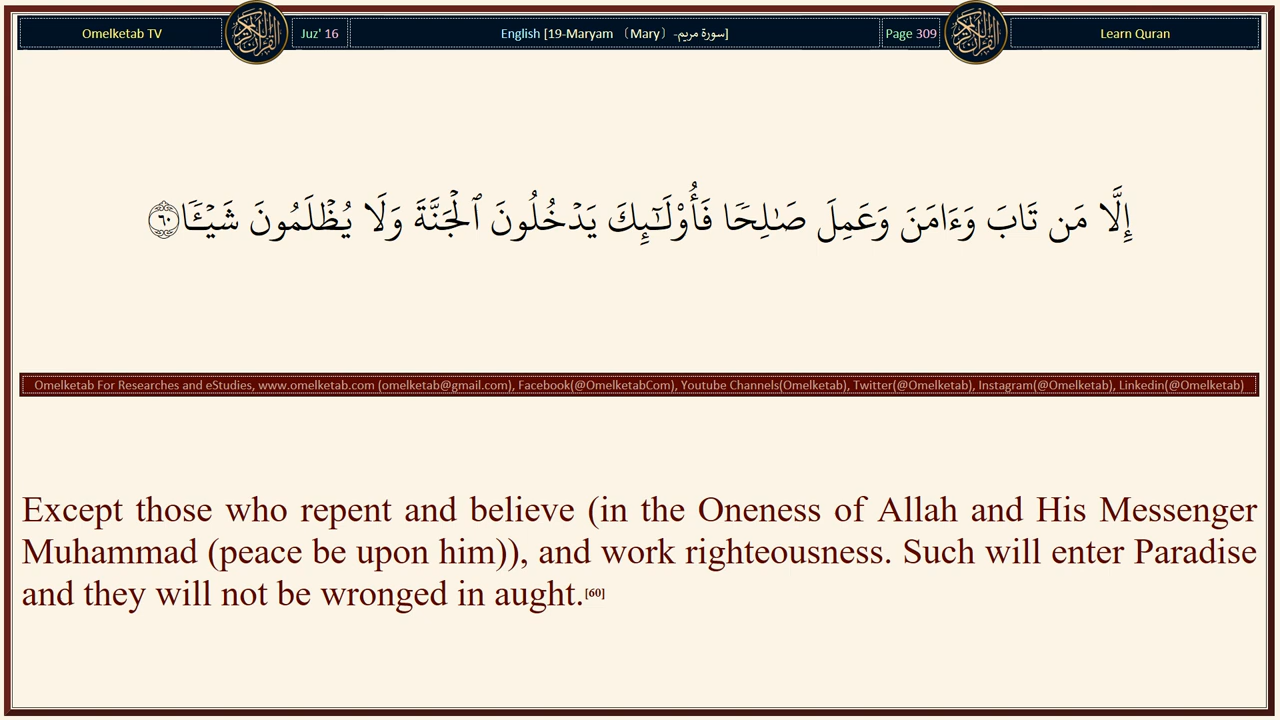 Omelketab TV
Juz' 16
English [19-Maryam （Mary） -سورة مريم]
Page 309
Learn Quran
إِلَّا مَن تَابَ وَءَامَنَ وَعَمِلَ صَـٰلِحًا فَأُو۟لَـٰٓئِكَ يَدْخُلُونَ ٱلْجَنَّةَ وَلَا يُظْلَمُونَ شَيْـًٔا ٦٠
Omelketab For Researches and eStudies, www.omelketab.com (omelketab@gmail.com), Facebook(@OmelketabCom), Youtube Channels(Omelketab), Twitter(@Omelketab), Instagram(@Omelketab), Linkedin(@Omelketab)
Except those who repent and believe (in the Oneness of Allah and His Messenger
Muhammad (peace be upon him)), and work righteousness. Such will enter Paradise
and they will not be wronged in aught.[60]